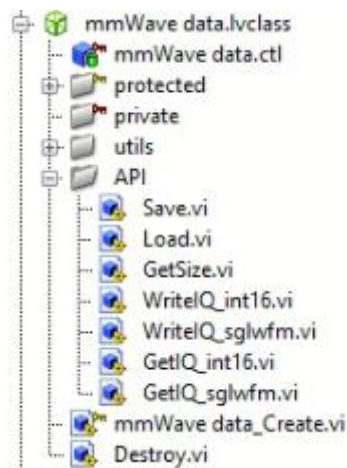 mmWave data.lvclass
mmWave data.ctl
protected
private
utils
API
Save.vi
Load.vi
GetSize.vi
WriteIQ_int16.vi
WriteIQ_sglwfm.vi
GetIQ_int16.vi
GetIQ_sglwfm.vi
mmWave data_Create.vi
Destroy.vi